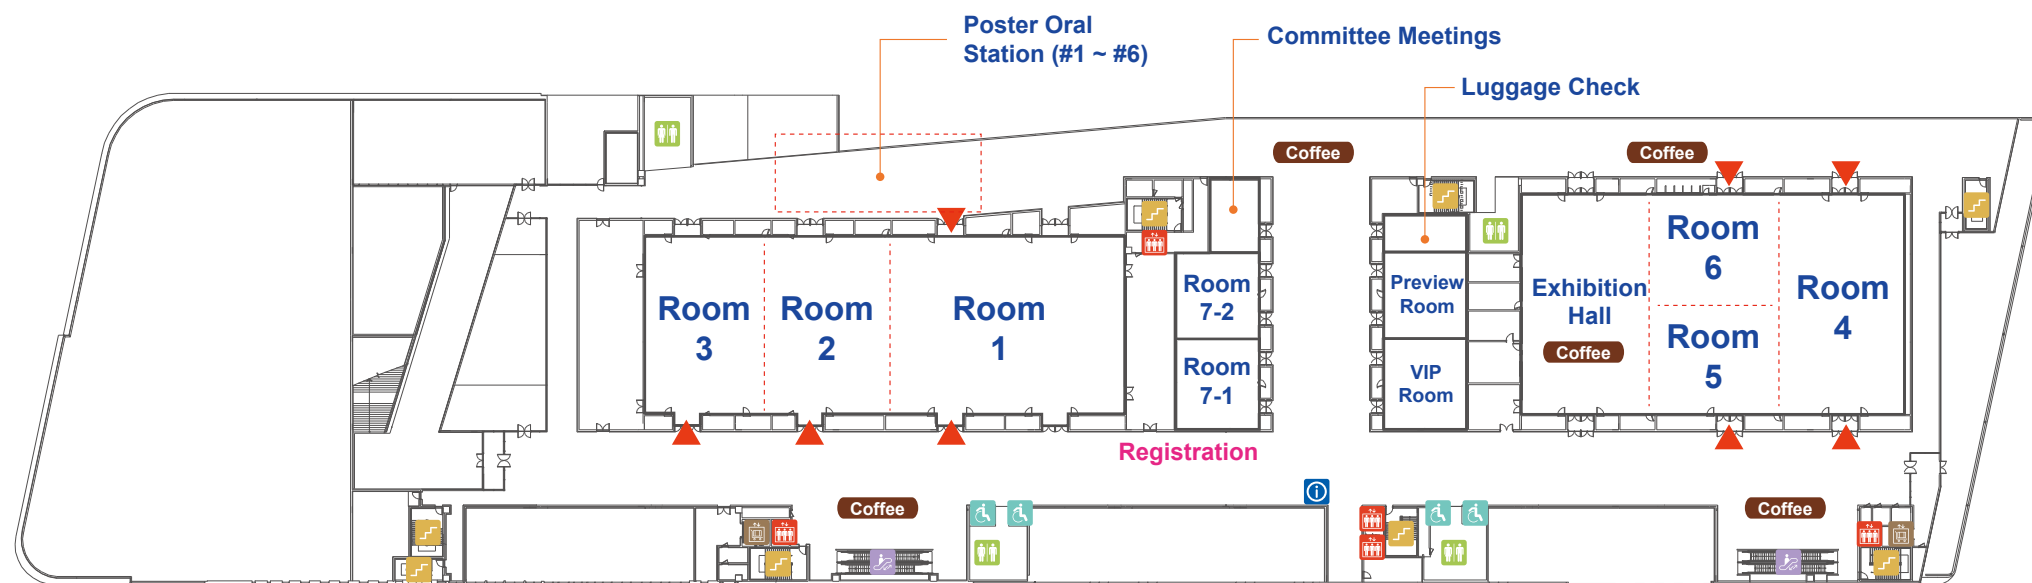 Poster Oral
Station (#1 ~ #6)
Committee Meetings
Luggage Check
Coffee
Coffee
Room
3
Room
2
Room
1
Room
7-2
Room
7-1
Preview
Room
VIP
Room
Exhibition
Hall
Coffee
Room
6
Room
5
Room
4
Registration
Coffee
Coffee